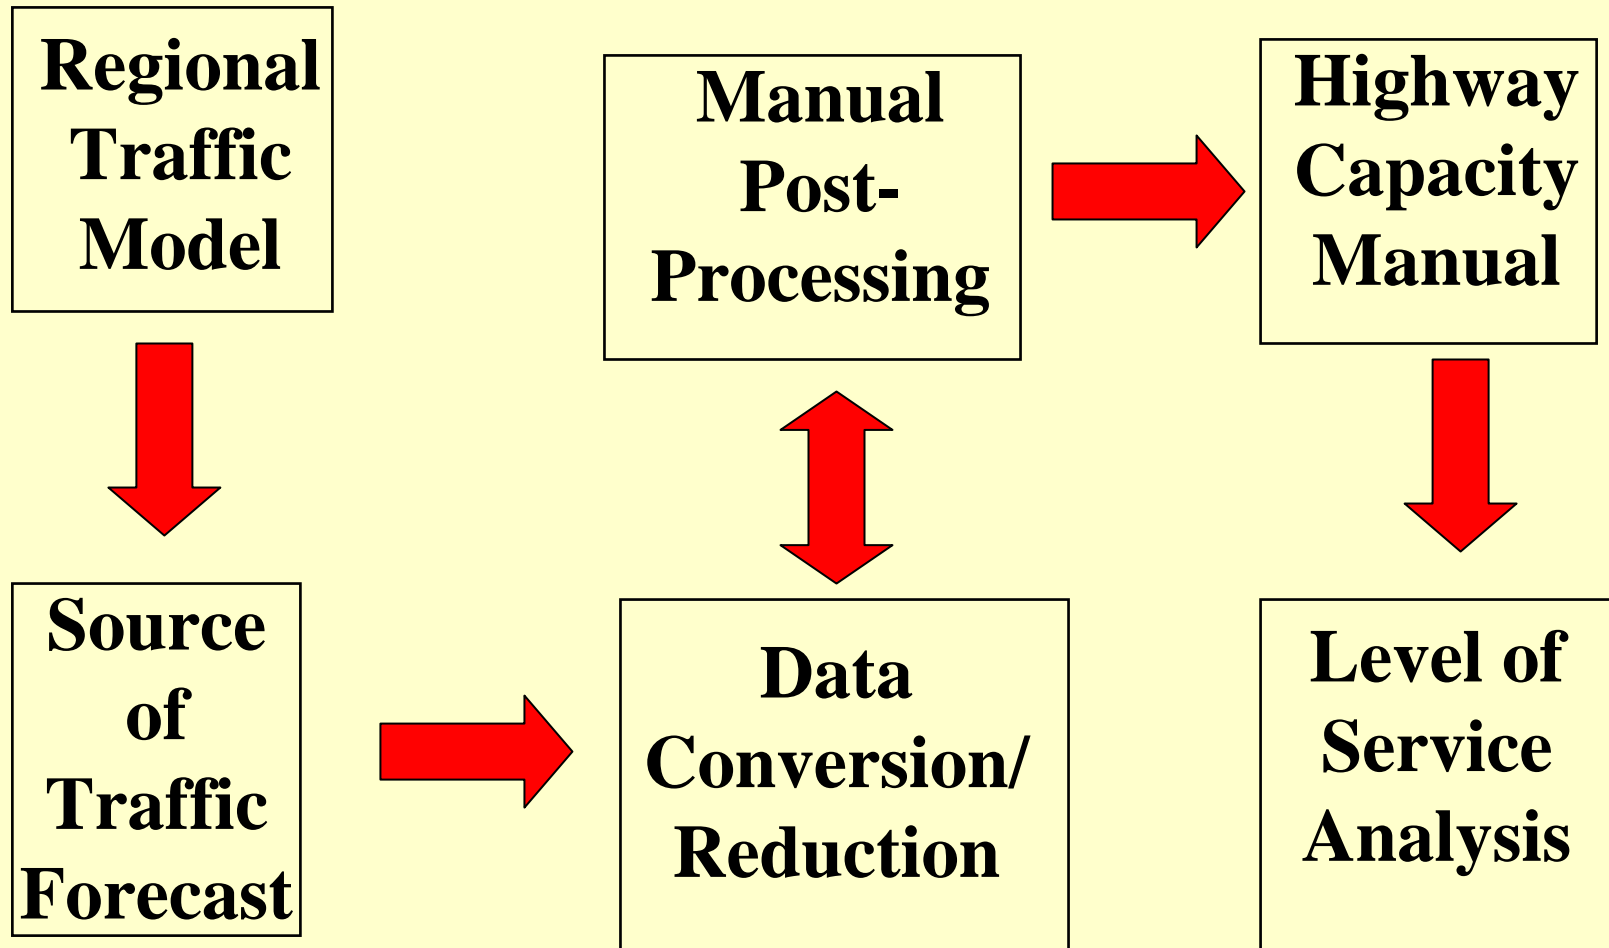 Regional
Traffic
Model
Source
of
Traffic
Forecast
Data
Conversion/
Reduction
Manual
Post-
Processing
Highway
Capacity
Manual
Level of
Service
Analysis